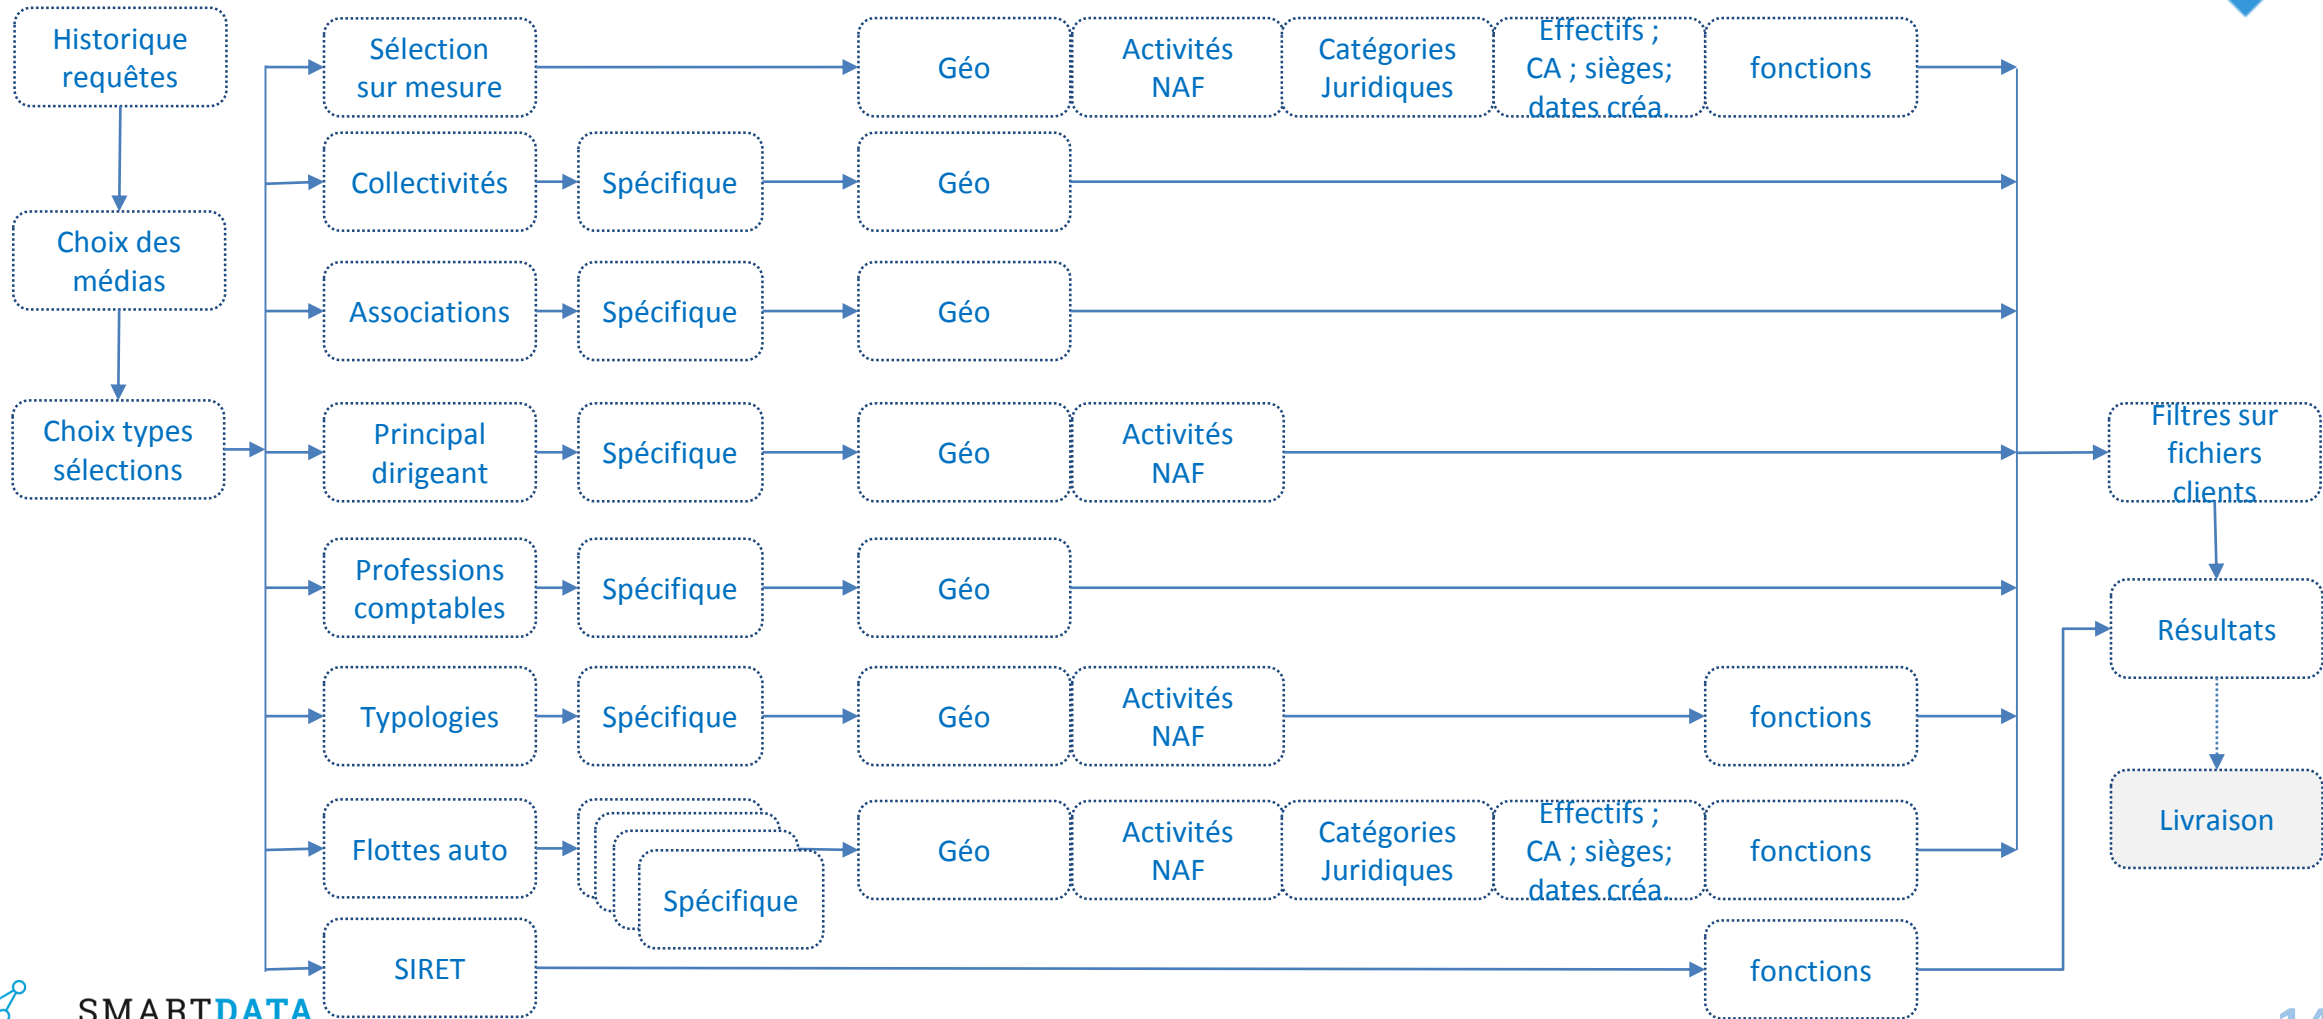 Historique
requêtes
Choix des
médias
Choix types
sélections
Sélection
sur mesure
Géo
Activités
NAF
Catégories
Juridiques
Effectifs ;
CA ; sièges;
dates créa.
fonctions
Collectivités
Spécifique
Géo
Associations
Spécifique
Géo
Principal
dirigeant
Spécifique
Géo
Activités
NAF
Professions
comptables
Spécifique
Géo
Typologies
Spécifique
Géo
Activités
NAF
fonctions
Flottes auto
Spécifique
Géo
Activités
NAF
Catégories
Juridiques
Effectifs ;
CA ; sièges;
dates créa.
fonctions
SIRET
fonctions
Filtres sur
fichiers
clients
Résultats
Livraison
SMARTDATA